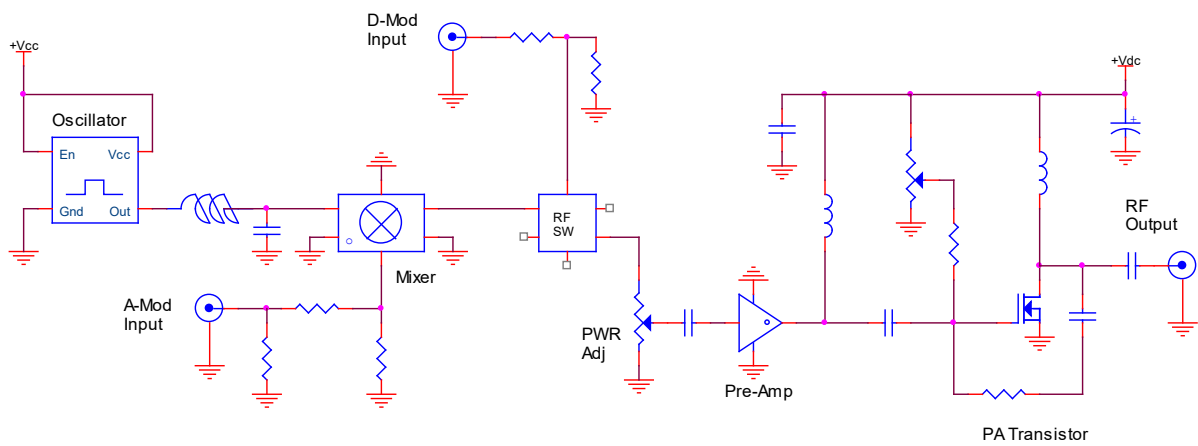 D-Mod
Input
+Vcc
+Vdc
Oscillator
En
Vcc
Gnd
Out
RF
SW
RF
Output
Mixer
A-Mod
Input
PWR
Adj
Pre-Amp
+
PA Transistor